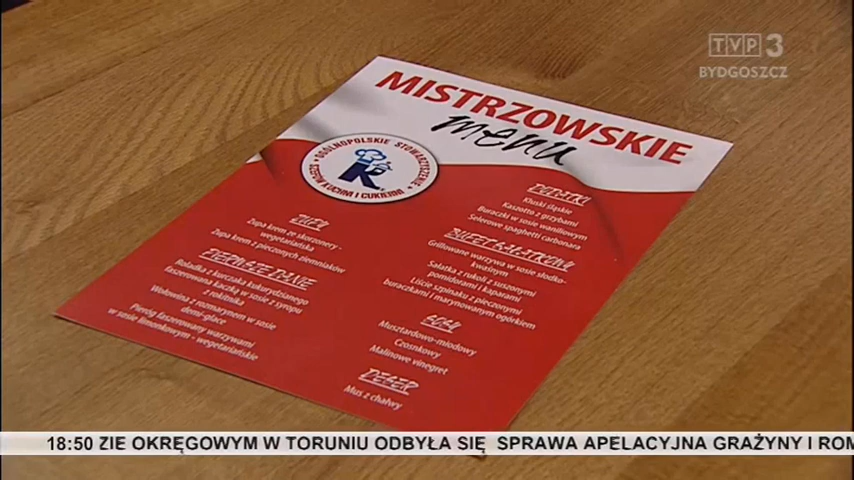 TVP3
BYDGOSZCZ
MISTRZOWSKIE
menu
OGÓLNOPOLSKIE STOWARZYSZENIE
SZEFÓW KUCHNI I CUKIERNI
ZUPY
Zupa krem ze skorzonery -
wegetariańska
Zupa krem z pieczonych ziemniaków
PIERWSZE DANIE
Roladka z kurczaka kukurydzianego
faszerowana kaczką w sosie z syropu
z rokitnika
Wołowina z rozmarynem w sosie
demi-glace
Pieróg faszerowany warzywami
w sosie limonkowym - wegetariańskie
DODATKI
Kluski śląskie
Kaszotto z grzybami
Buraczki w sosie waniliowym
Selerowe spaghetti carbonara
BUFET SAŁATKOWY
Grillowane warzywa w sosie słodko-
kwaśnym
Sałatka z rukoli z suszonymi
pomidorami i kaparami
Liście szpinaku z pieczonymi
buraczkami i marynowanym ogórkiem
SOSY
Musztardowo-miodowy
Czosnkowy
Malinowe vinegret
DESER
Mus z chałwy
18:50 ZIE OKRĘGOWYM W TORUNIU ODBYŁA SIĘ SPRAWA APELACYJNA GRAŻYNY I ROM